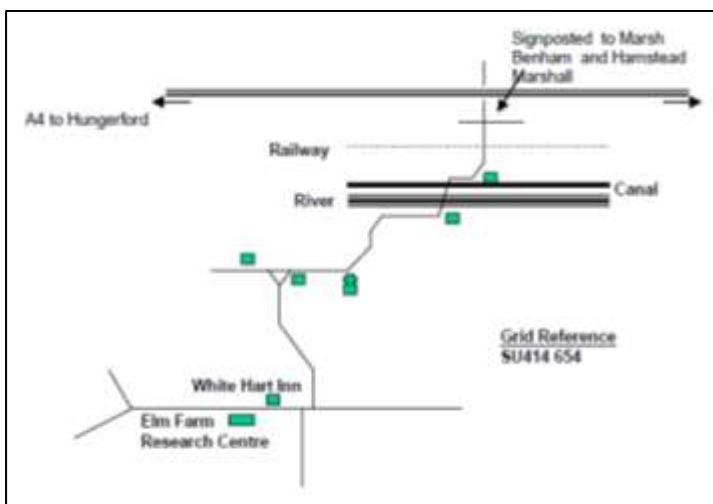 Signposted to Marsh
Benham and Hamstead
Marshall
A4 to Hungerford
Railway
Canal
River
Grid Reference
SU414 654
White Hart Inn
Elm Farm
Research Centre